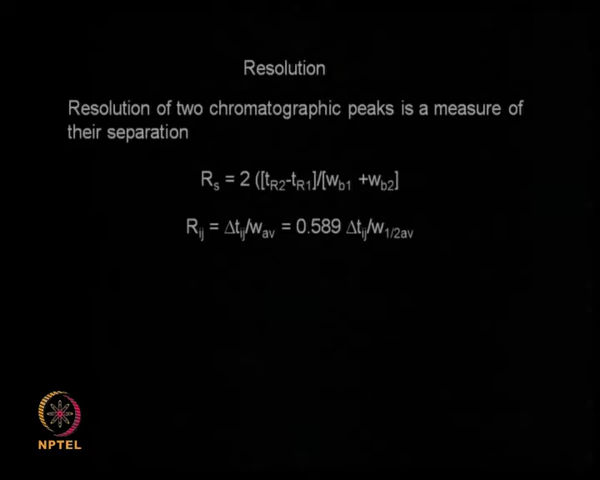 Resolution
Resolution of two chromatographic peaks is a measure of
their separation
Rs = 2 ([tR2-tR1]/[wb1 +wb2]
Rij = Δtij/wav = 0.589 Δtij/w1/2av
NPTEL